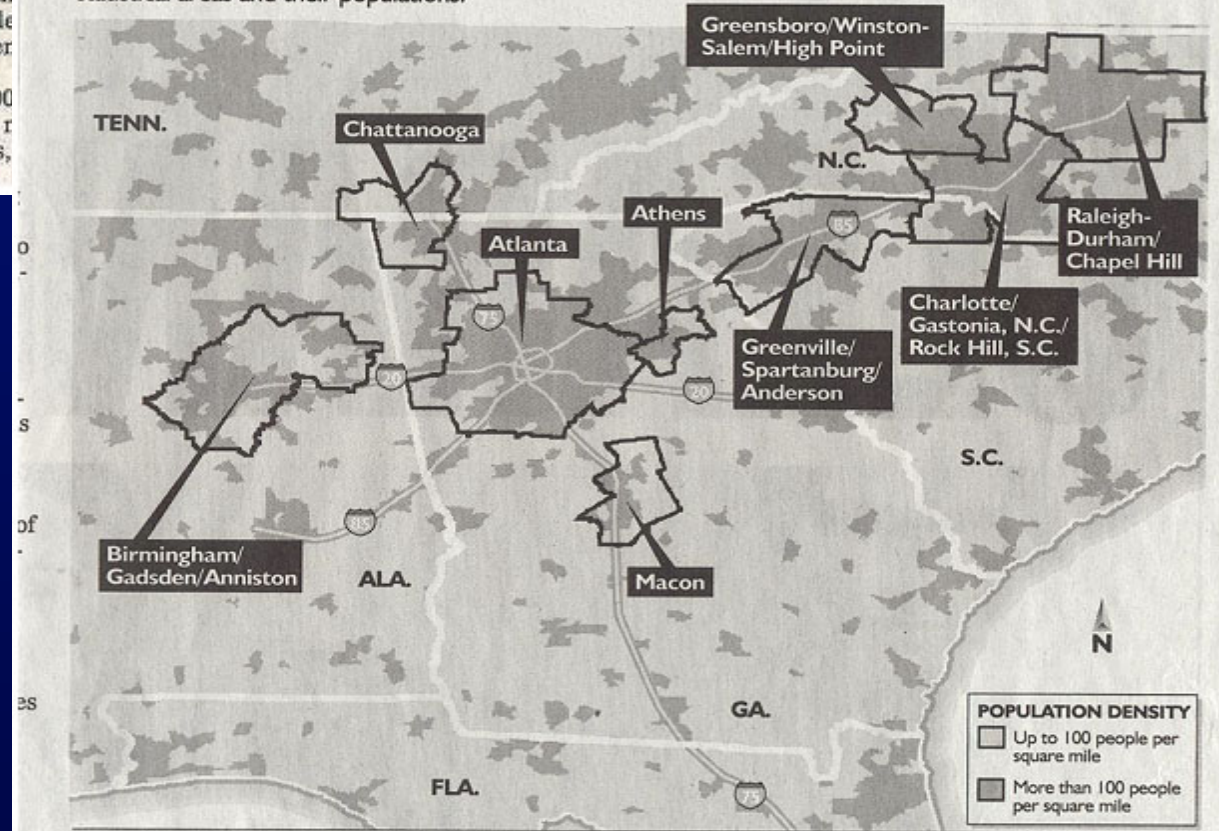 Greensboro/Winston-
Salem/High Point
TENN.
Chattanooga
N.C.
Athens
Atlanta
85
Raleigh-
Durham/
Chapel Hill
75
Charlotte/
Gastonia, N.C./
Rock Hill, S.C.
Greenville/
Spartanburg/
Anderson
20
20
S.C.
85
Birmingham/
Gadsden/Anniston
ALA.
Macon
N
GA.
POPULATION DENSITY
Up to 100 people per
square mile
More than 100 people
per square mile
FLA.
75